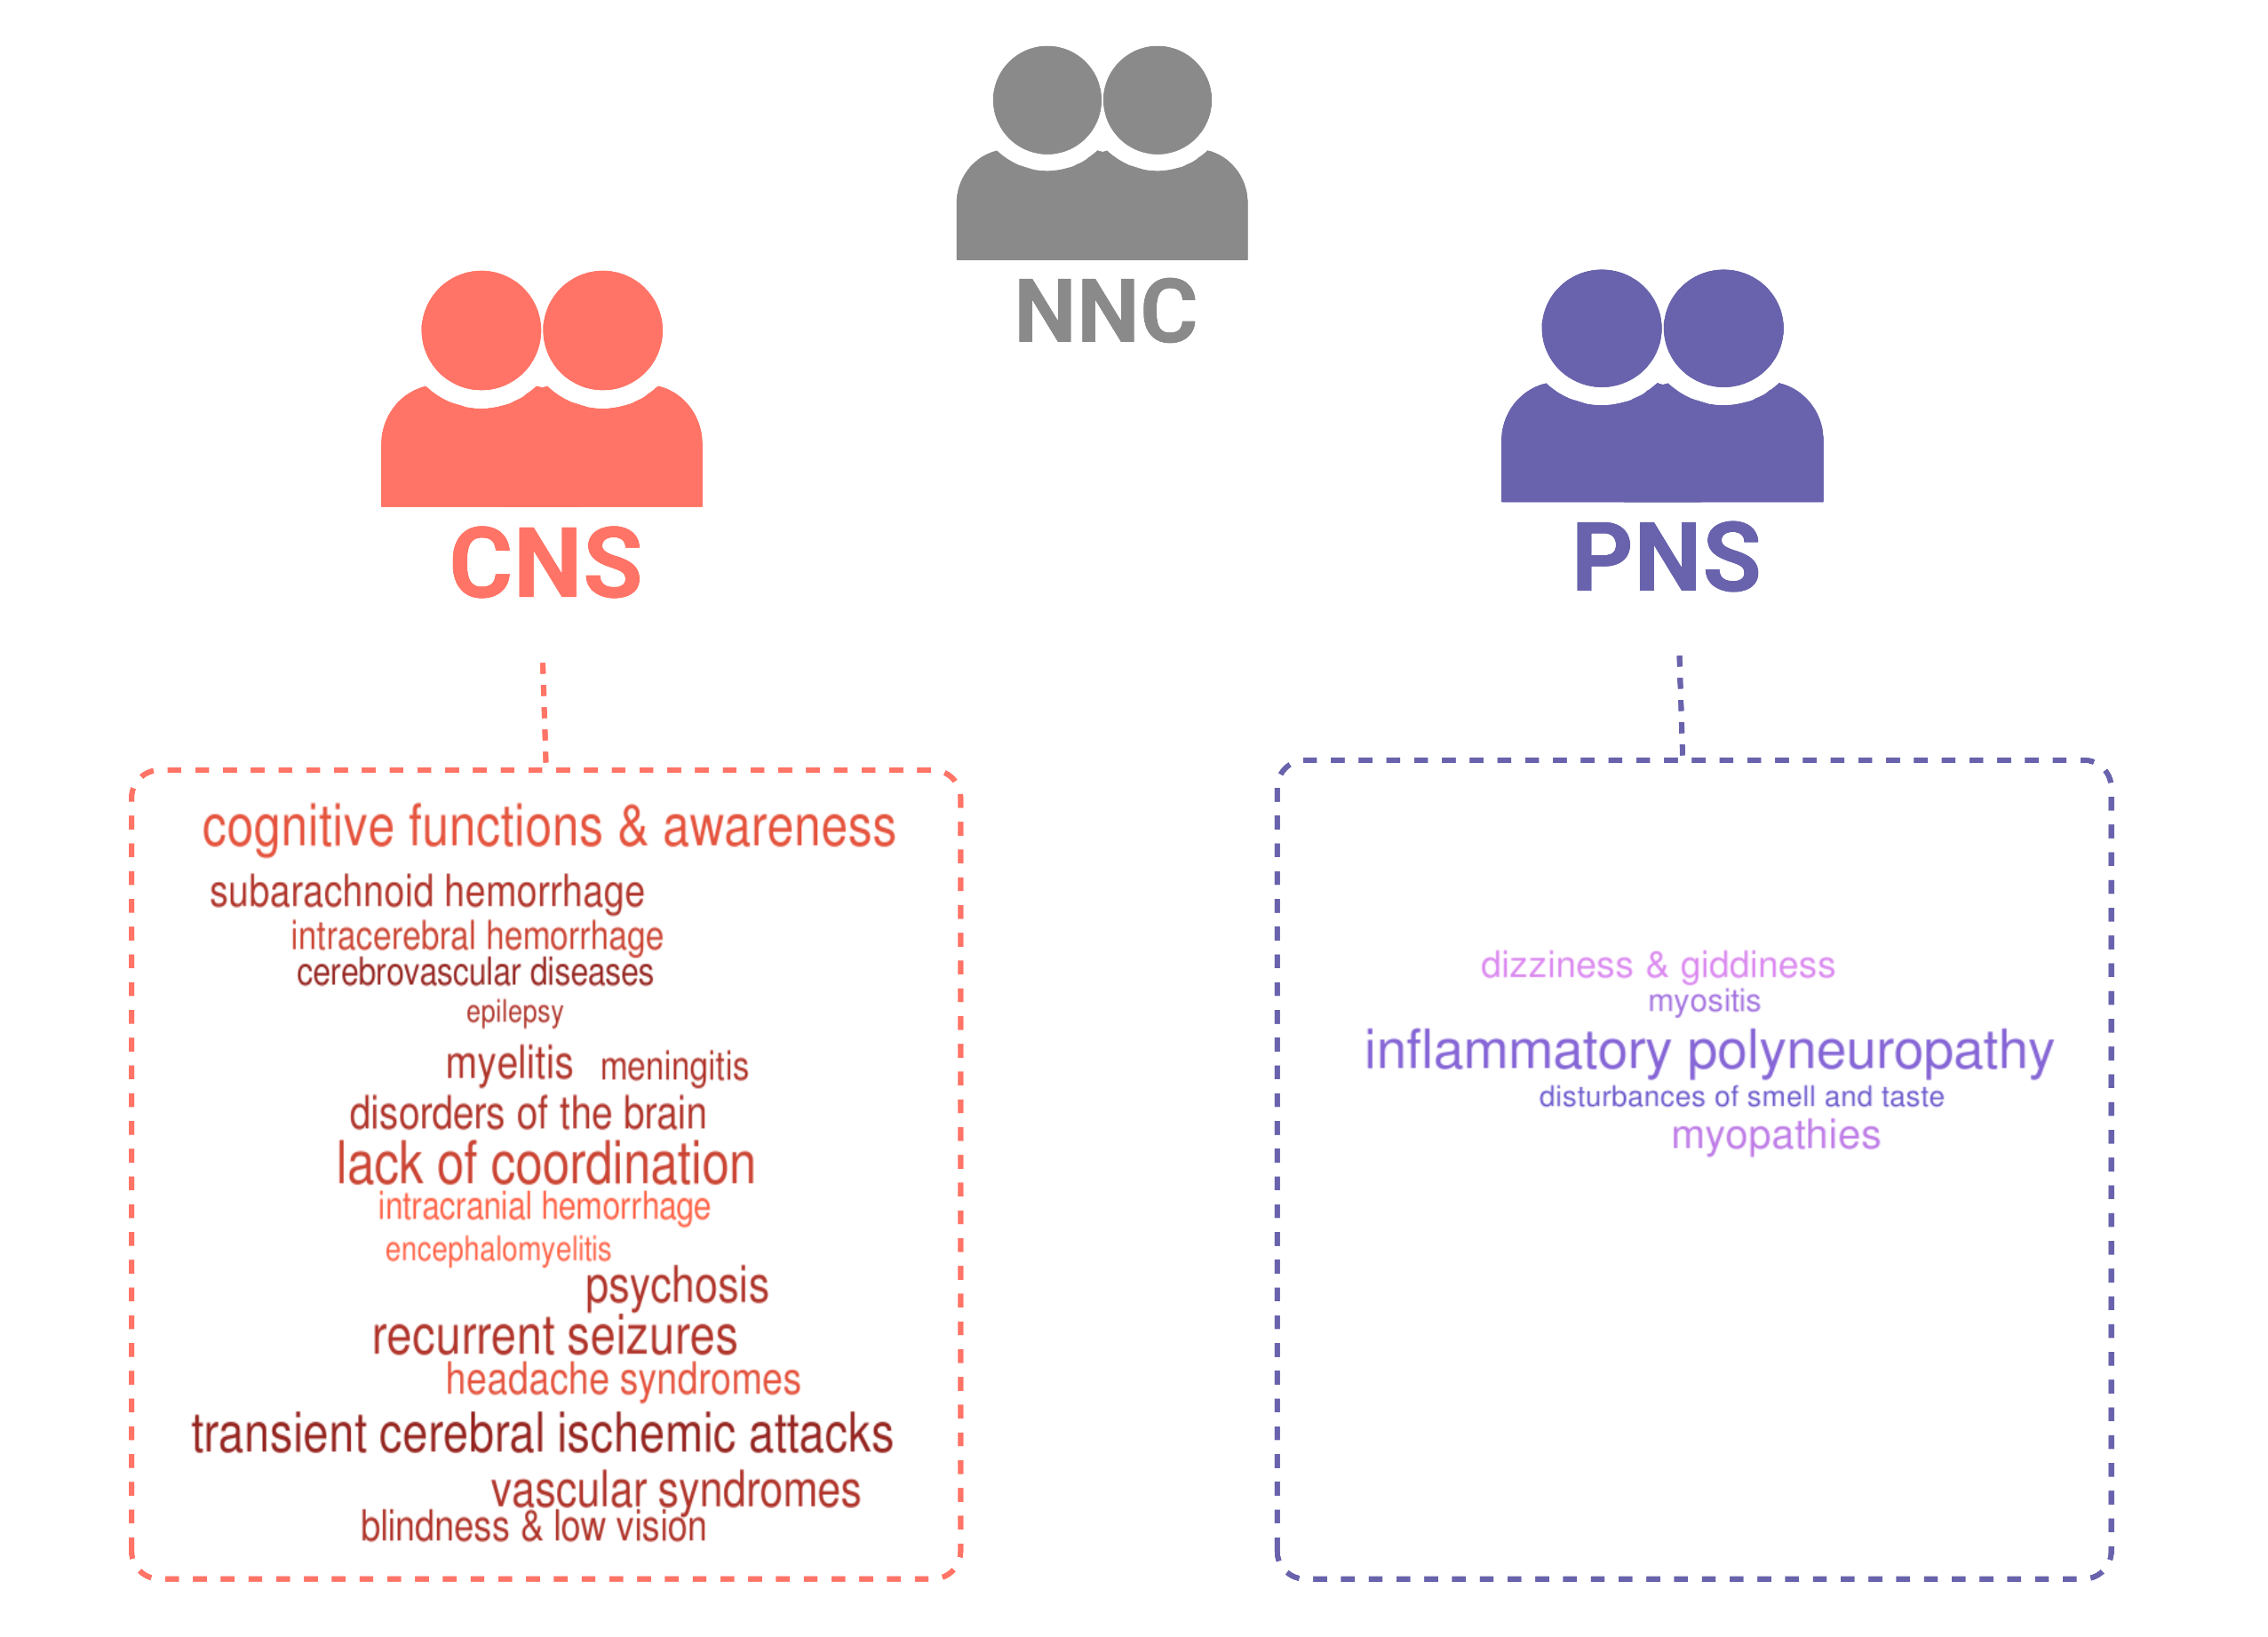 NNC
CNS
PNS
cognitive functions & awareness
subarachnoid hemorrhage
intracerebral hemorrhage
cerebrovascular diseases
epilepsy
myelitis meningitis
disorders of the brain
lack of coordination
intracranial hemorrhage
encephalomyelitis
psychosis
recurrent seizures
headache syndromes
transient cerebral ischemic attacks
vascular syndromes
blindness & low vision
dizziness & giddiness
myositis
inflammatory polyneuropathy
disturbances of smell and taste
myopathies